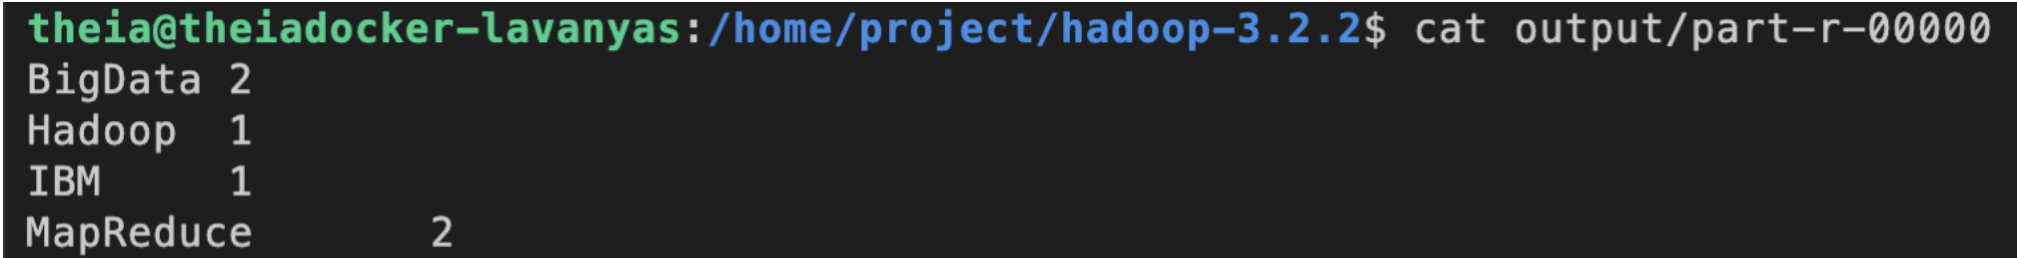 theia@theiadocker-lavanyas:/home/project/hadoop-3.2.2$ cat output/part-r-00000
BigData 2
Hadoop  1
IBM     1
MapReduce       2